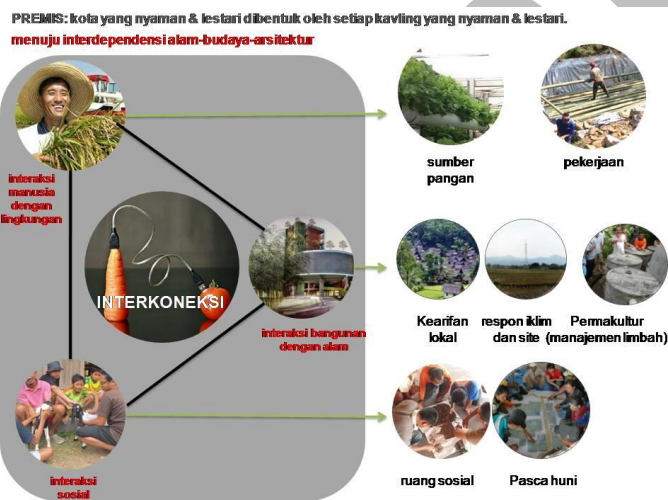 PREMIS: kota yang nyaman & lestari dibentuk oleh setiap kavling yang nyaman & lestari.
menuju interdependensi alam-budaya-arsitektur
interaksi
manusia
dengan
lingkungan
sumber
pangan
pekerjaan
INTERKONEKSI
interaksi bangunan
dengan alam
Kearifan
lokal
respon iklim
dan site
Permakultur
(manajemen limbah)
interaksi
sosial
ruang sosial
Pasca huni